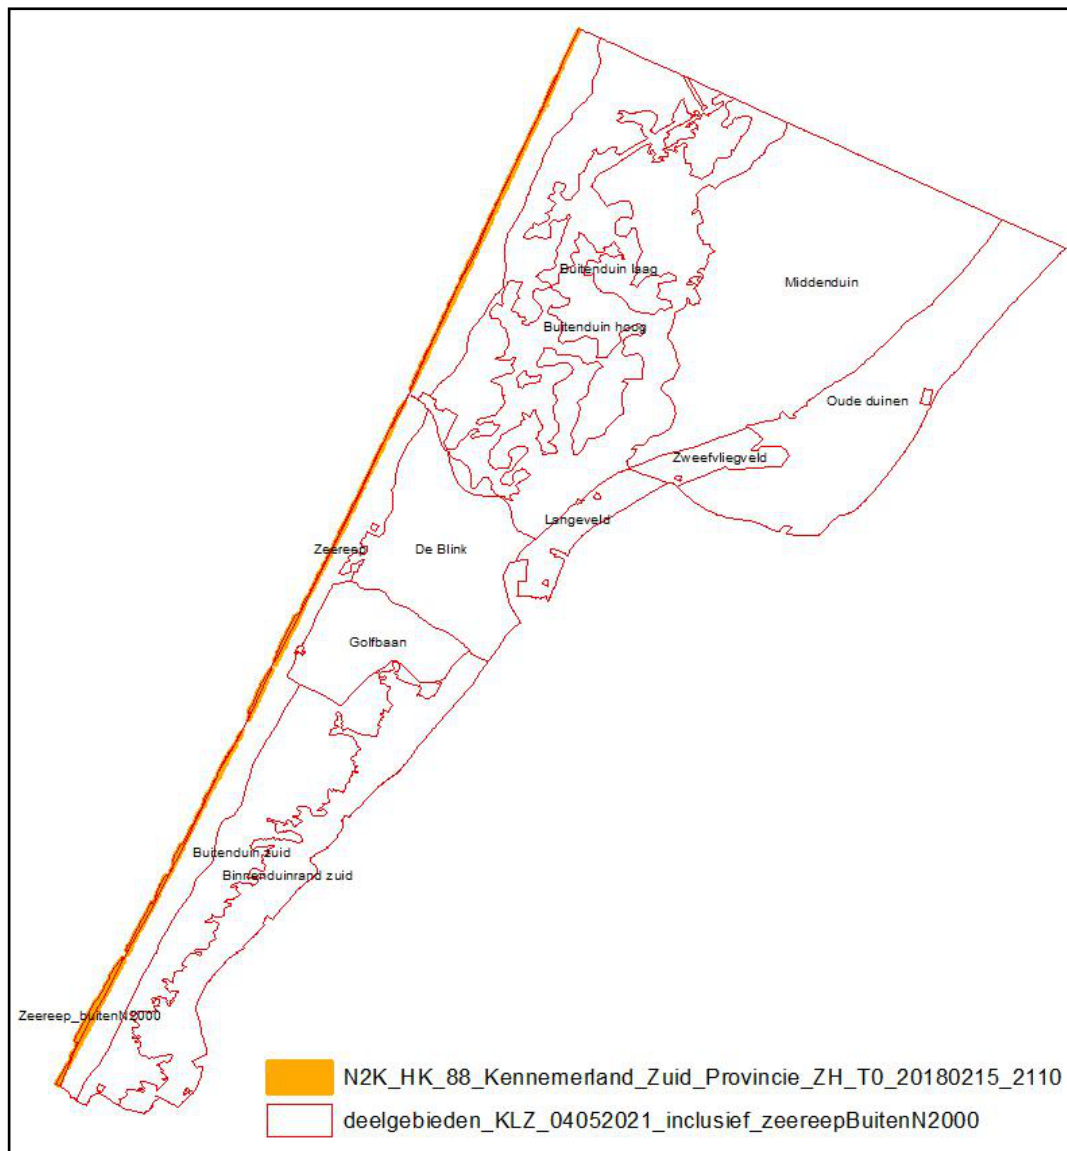 Buitenduin laag
Middenduin
Buitenduin hoog
Oude duinen
Zweefvliegveld
Langeveld
Zeereep
De Blink
Golfbaan
Buitenduin zuid
Binnenduinrand zuid
Zeereep_buitenN2000
N2K_HK_88_Kennemerland_Zuid_Provincie_ZH_T0_20180215_2110
deelgebieden_KLZ_04052021_inclusief_zeereepBuitenN2000